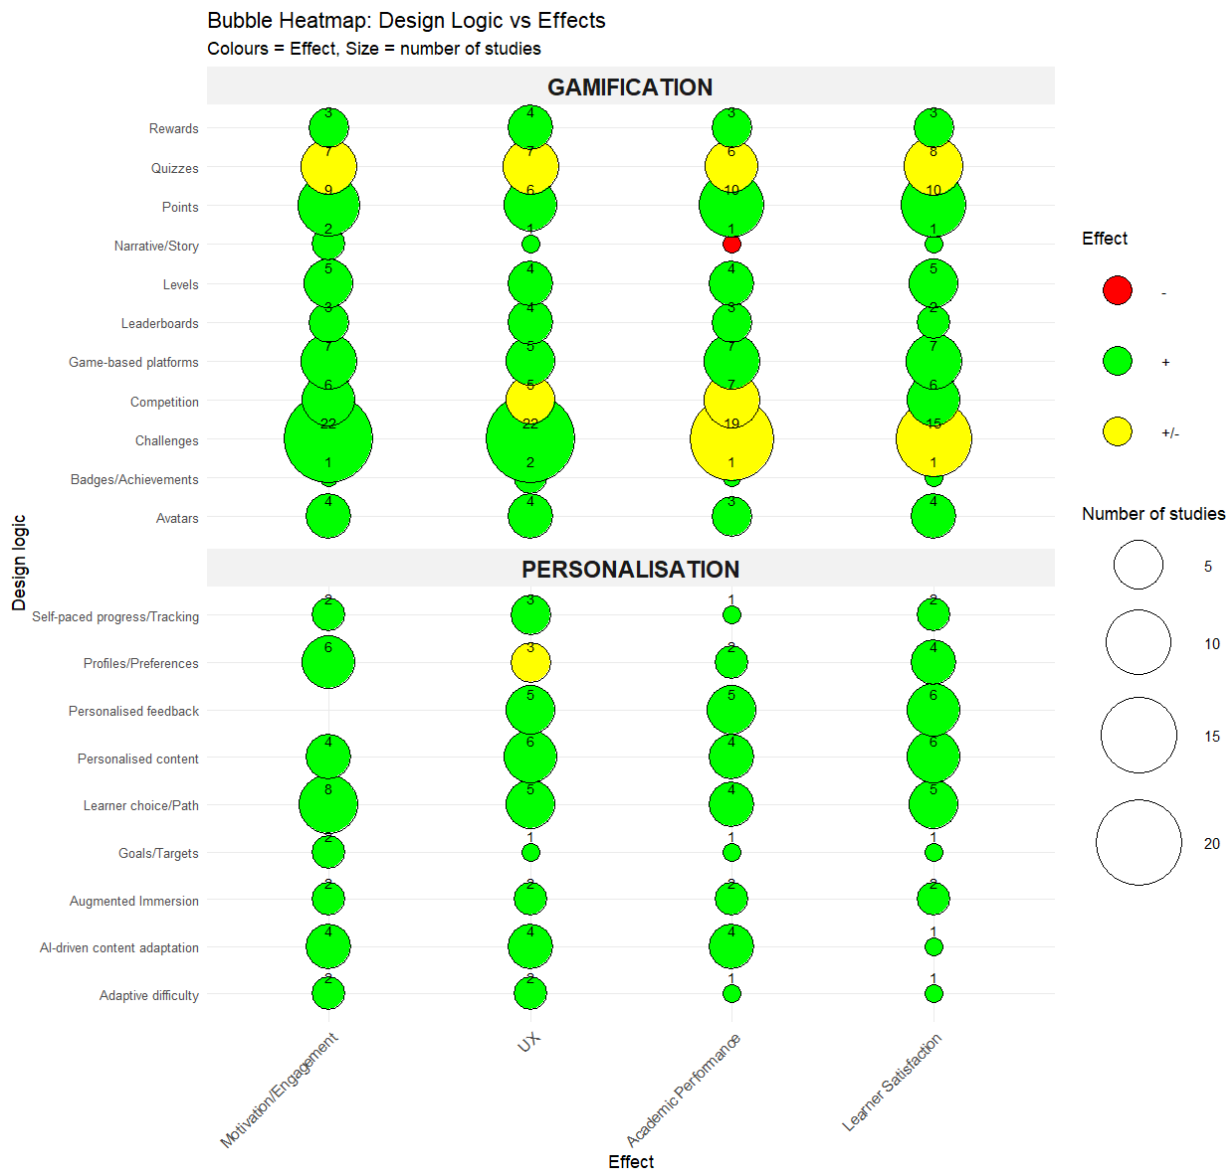 Bubble Heatmap: Design Logic vs Effects
Colours = Effect, Size = number of studies
GAMIFICATION
Rewards 3 4 3 3
Quizzes 7 7 6 8
Points 9 6 10 10
Narrative/Story 2 1 1 1
Levels 5 4 4 5
Leaderboards 3 4 3 2
Game-based platforms 7 5 7 7
Competition 6 5 7 6
Challenges 22 22 19 15
Badges/Achievements 1 2 1 1
Avatars 4 4 3 4
PERSONALISATION
Self-paced progress/Tracking 2 3 1 2
Profiles/Preferences 6 3 2 4
Personalised feedback 5 5 6
Personalised content 4 6 4 6
Learner choice/Path 8 5 4 5
Goals/Targets 2 1 1 1
Augmented Immersion 2 2 2 2
AI-driven content adaptation 4 4 4 1
Adaptive difficulty 2 2 1 1
Motivation/Engagement
UX
Academic Performance
Learner Satisfaction
Effect
Design logic
Effect
-
+
+/-
Number of studies
5
10
15
20